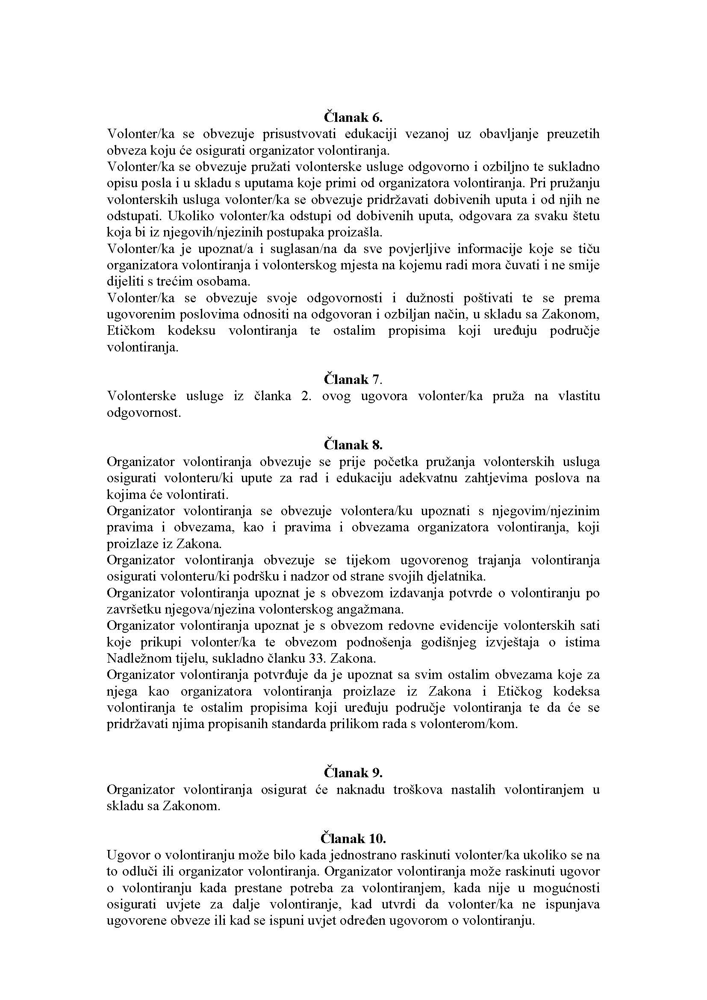 Članak 6.
Volonter/ka se obvezuje prisustvovati edukaciji vezanoj uz obavljanje preuzetih
obveza koju će osigurati organizator volontiranja.
Volonter/ka se obvezuje pružati volonterske usluge odgovorno i ozbiljno te sukladno
opisu posla i u skladu s uputama koje primi od organizatora volontiranja. Pri pružanju
volonterskih usluga volonter/ka se obvezuje pridržavati dobivenih uputa i od njih ne
odstupati. Ukoliko volonter/ka odstupi od dobivenih uputa, odgovara za svaku štetu
koja bi iz njegovih/njezinih postupaka proizašla.
Volonter/ka je upoznat/a i suglasan/na da sve povjerljive informacije koje se tiču
organizatora volontiranja i volonterskog mjesta na kojemu radi mora čuvati i ne smije
dijeliti s trećim osobama.
Volonter/ka se obvezuje svoje odgovornosti i dužnosti poštivati te se prema
ugovorenim poslovima odnositi na odgovoran i ozbiljan način, u skladu sa Zakonom,
Etičkom kodeksu volontiranja te ostalim propisima koji uređuju područje
volontiranja.
Članak 7.
Volonterske usluge iz članka 2. ovog ugovora volonter/ka pruža na vlastitu
odgovornost.
Članak 8.
Organizator volontiranja obvezuje se prije početka pružanja volonterskih usluga
osigurati volonteru/ki upute za rad i edukaciju adekvatnu zahtjevima poslova na
kojima će volontirati.
Organizator volontiranja se obvezuje volontera/ku upoznati s njegovim/njezinim
pravima i obvezama, kao i pravima i obvezama organizatora volontiranja, koji
proizlaze iz Zakona.
Organizator volontiranja obvezuje se tijekom ugovorenog trajanja volontiranja
osigurati volonteru/ki podršku i nadzor od strane svojih djelatnika.
Organizator volontiranja upoznat je s obvezom izdavanja potvrde o volontiranju po
završetku njegova/njezina volonterskog angažmana.
Organizator volontiranja upoznat je s obvezom redovne evidencije volonterskih sati
koje prikupi volonter/ka te obvezom podnošenja godišnjeg izvještaja o istima
Nadležnom tijelu, sukladno članku 33. Zakona.
Organizator volontiranja potvrđuje da je upoznat sa svim ostalim obvezama koje za
njega kao organizatora volontiranja proizlaze iz Zakona i Etičkog kodeksa
volontiranja te ostalim propisima koji uređuju područje volontiranja te da će se
pridržavati njima propisanih standarda prilikom rada s volonterom/kom.
Članak 9.
Organizator volontiranja osigurat će naknadu troškova nastalih volontiranjem u
skladu sa Zakonom.
Članak 10.
Ugovor o volontiranju može bilo kada jednostrano raskinuti volonter/ka ukoliko se na
to odluči ili organizator volontiranja. Organizator volontiranja može raskinuti ugovor
o volontiranju kada prestane potreba za volontiranjem, kada nije u mogućnosti
osigurati uvjete za dalje volontiranje, kad utvrdi da volonter/ka ne ispunjava
ugovorene obveze ili kad se ispuni uvjet određen ugovorom o volontiranju.